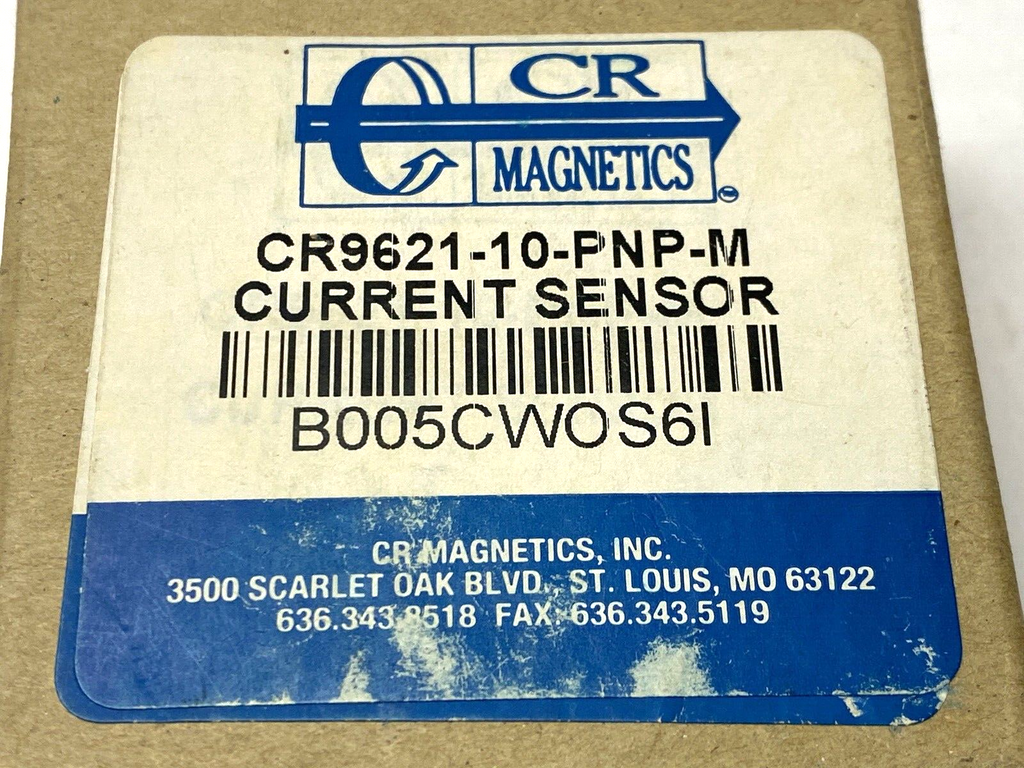 CR
MAGNETICS
CR9621-10-PNP-M
CURRENT SENSOR
B005CWOS6I
CR MAGNETICS, INC.
3500 SCARLET OAK BLVD., ST. LOUIS, MO 63122
636.343.8518 FAX. 636.343.5119